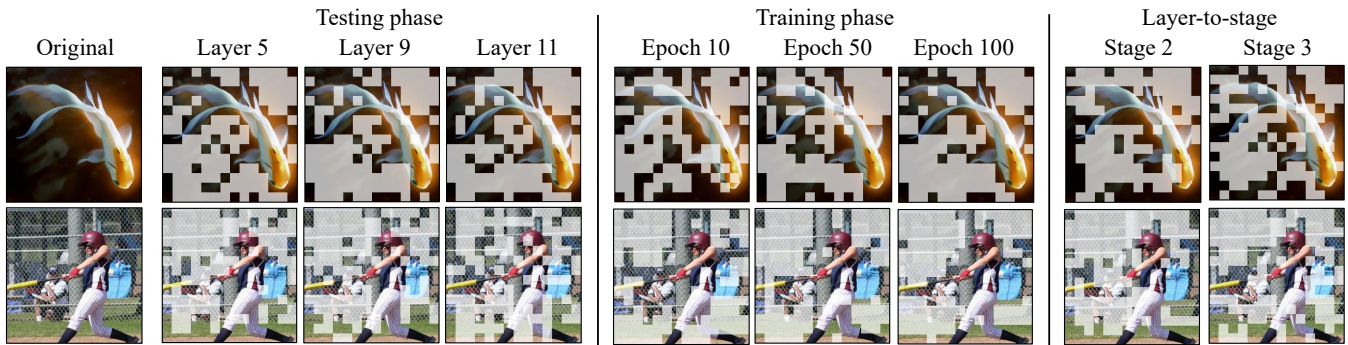 Testing phase Training phase Layer-to-stage
Original Layer 5 Layer 9 Layer 11 Epoch 10 Epoch 50 Epoch 100 Stage 2 Stage 3